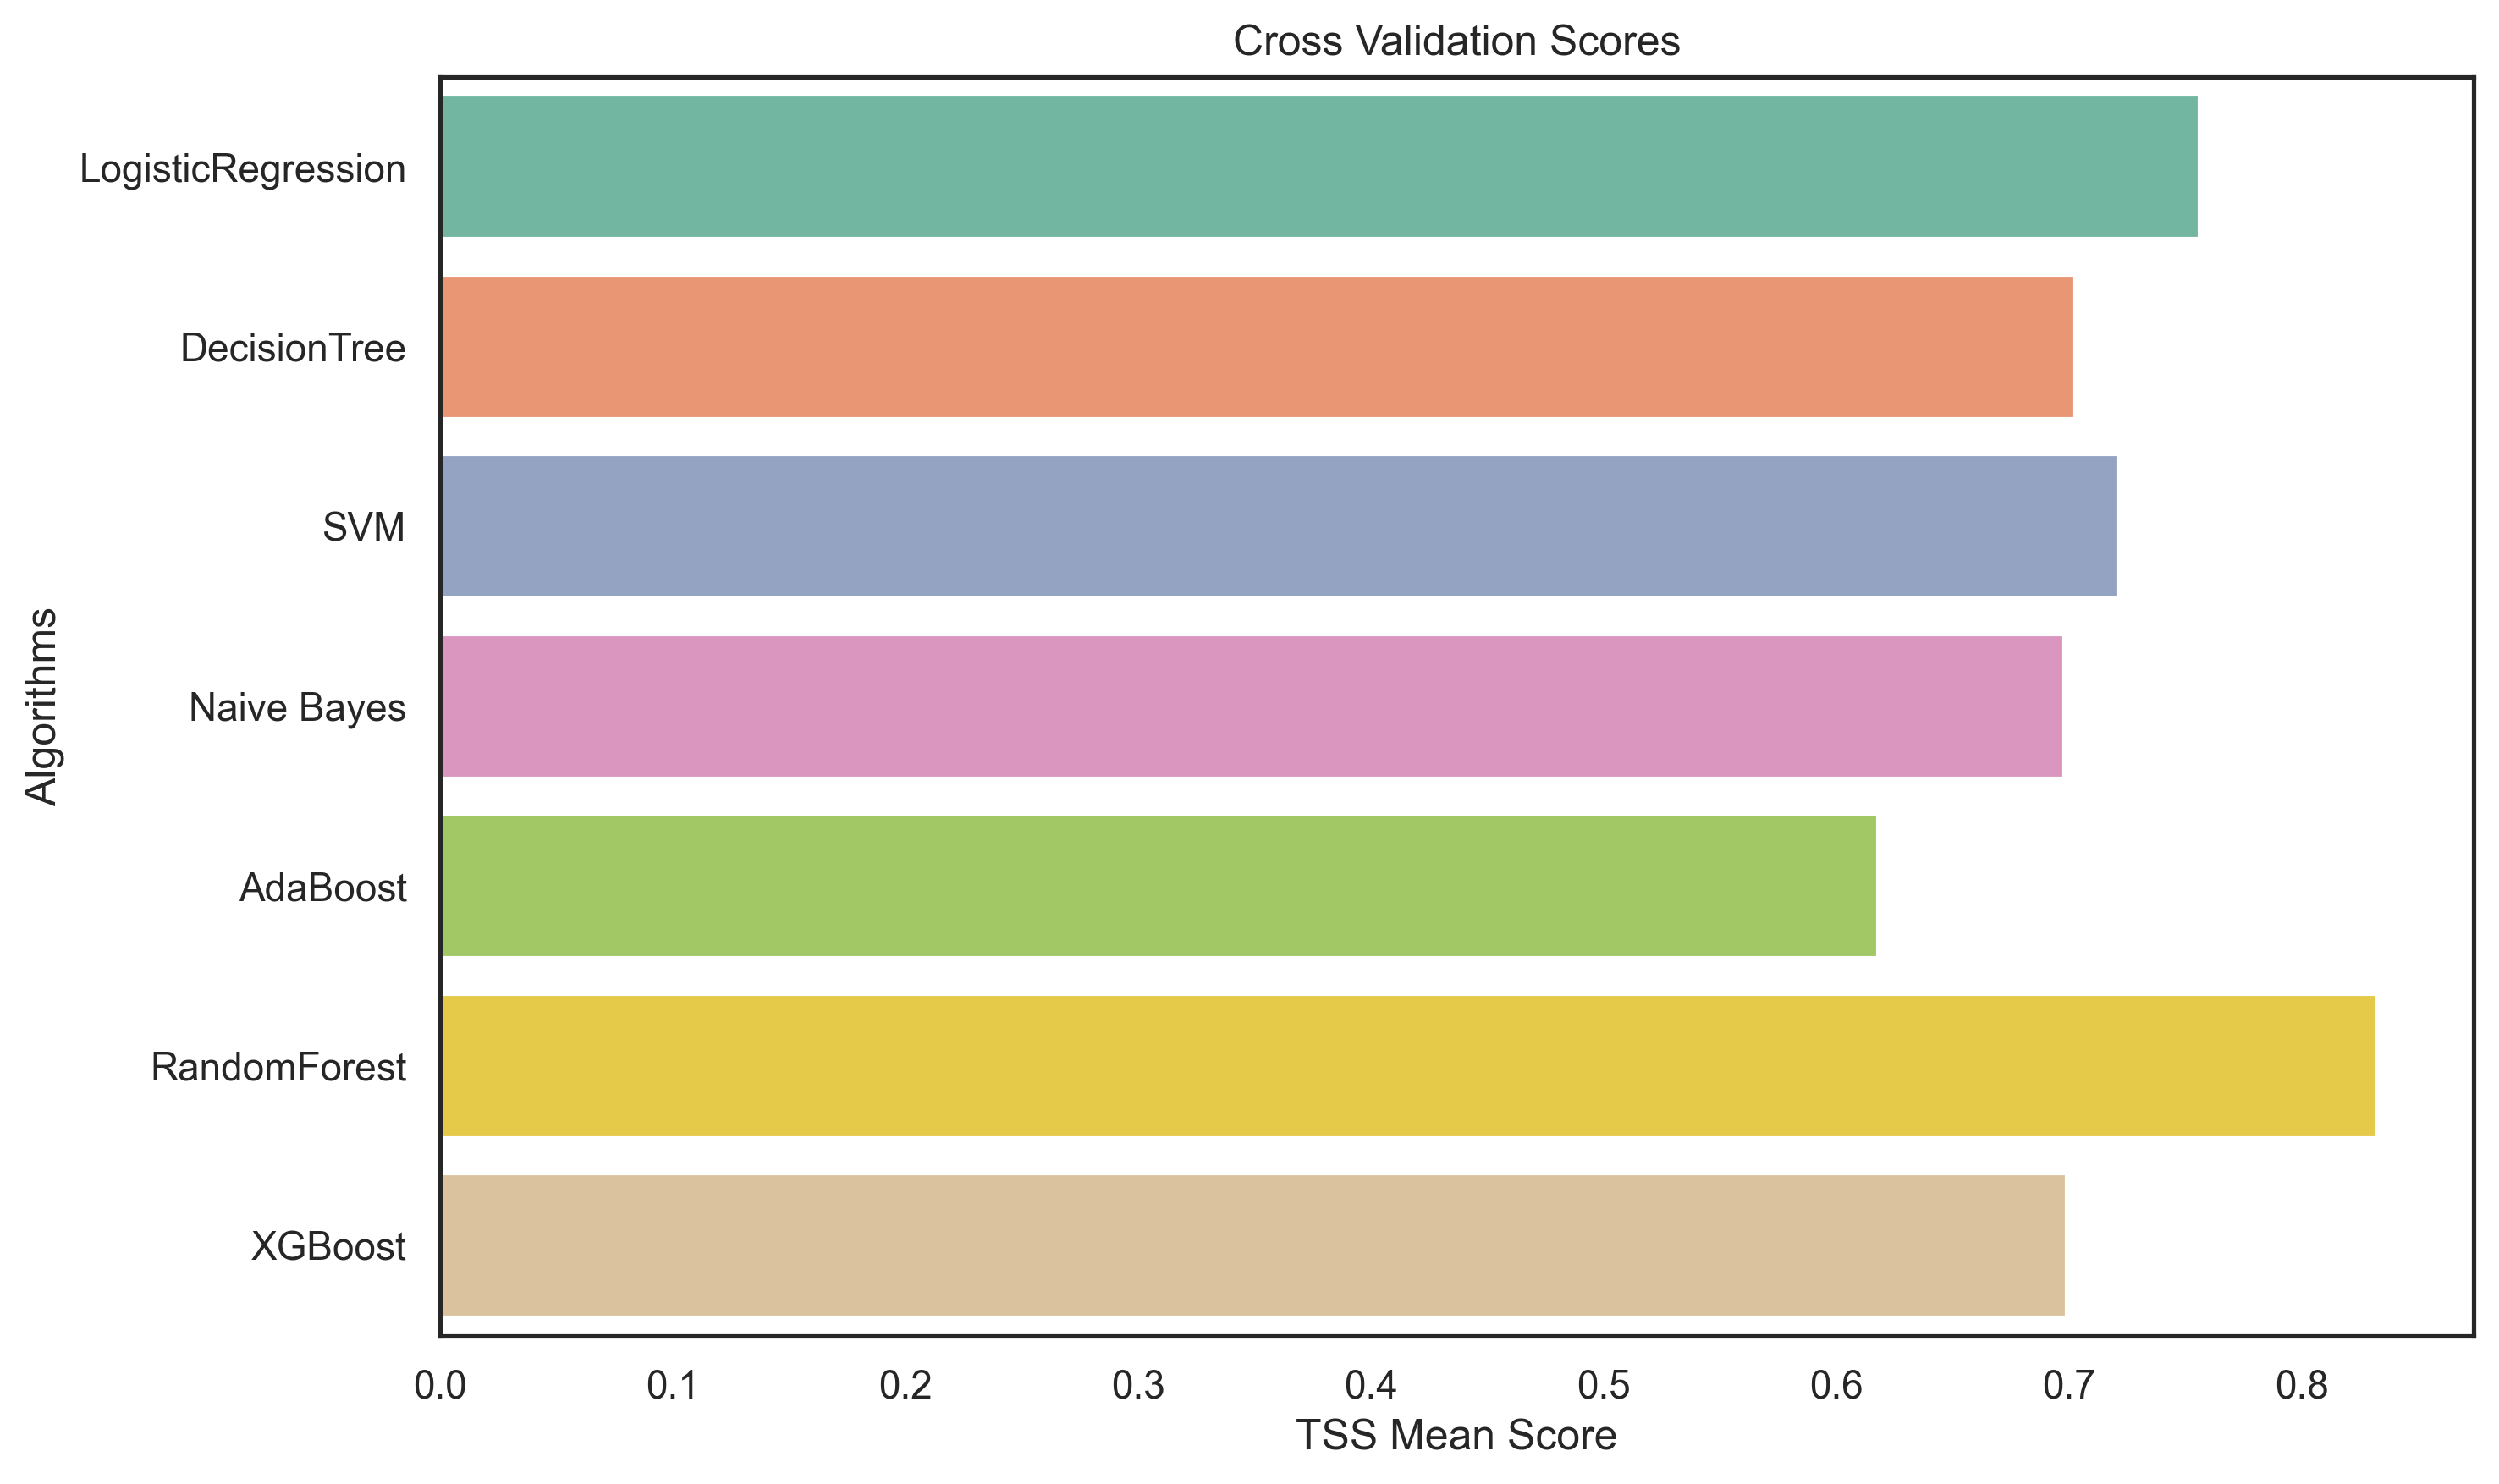 Cross Validation Scores
LogisticRegression
DecisionTree
SVM
Naive Bayes
AdaBoost
RandomForest
XGBoost
Algorithms
0.0 0.1 0.2 0.3 0.4 0.5 0.6 0.7 0.8
TSS Mean Score